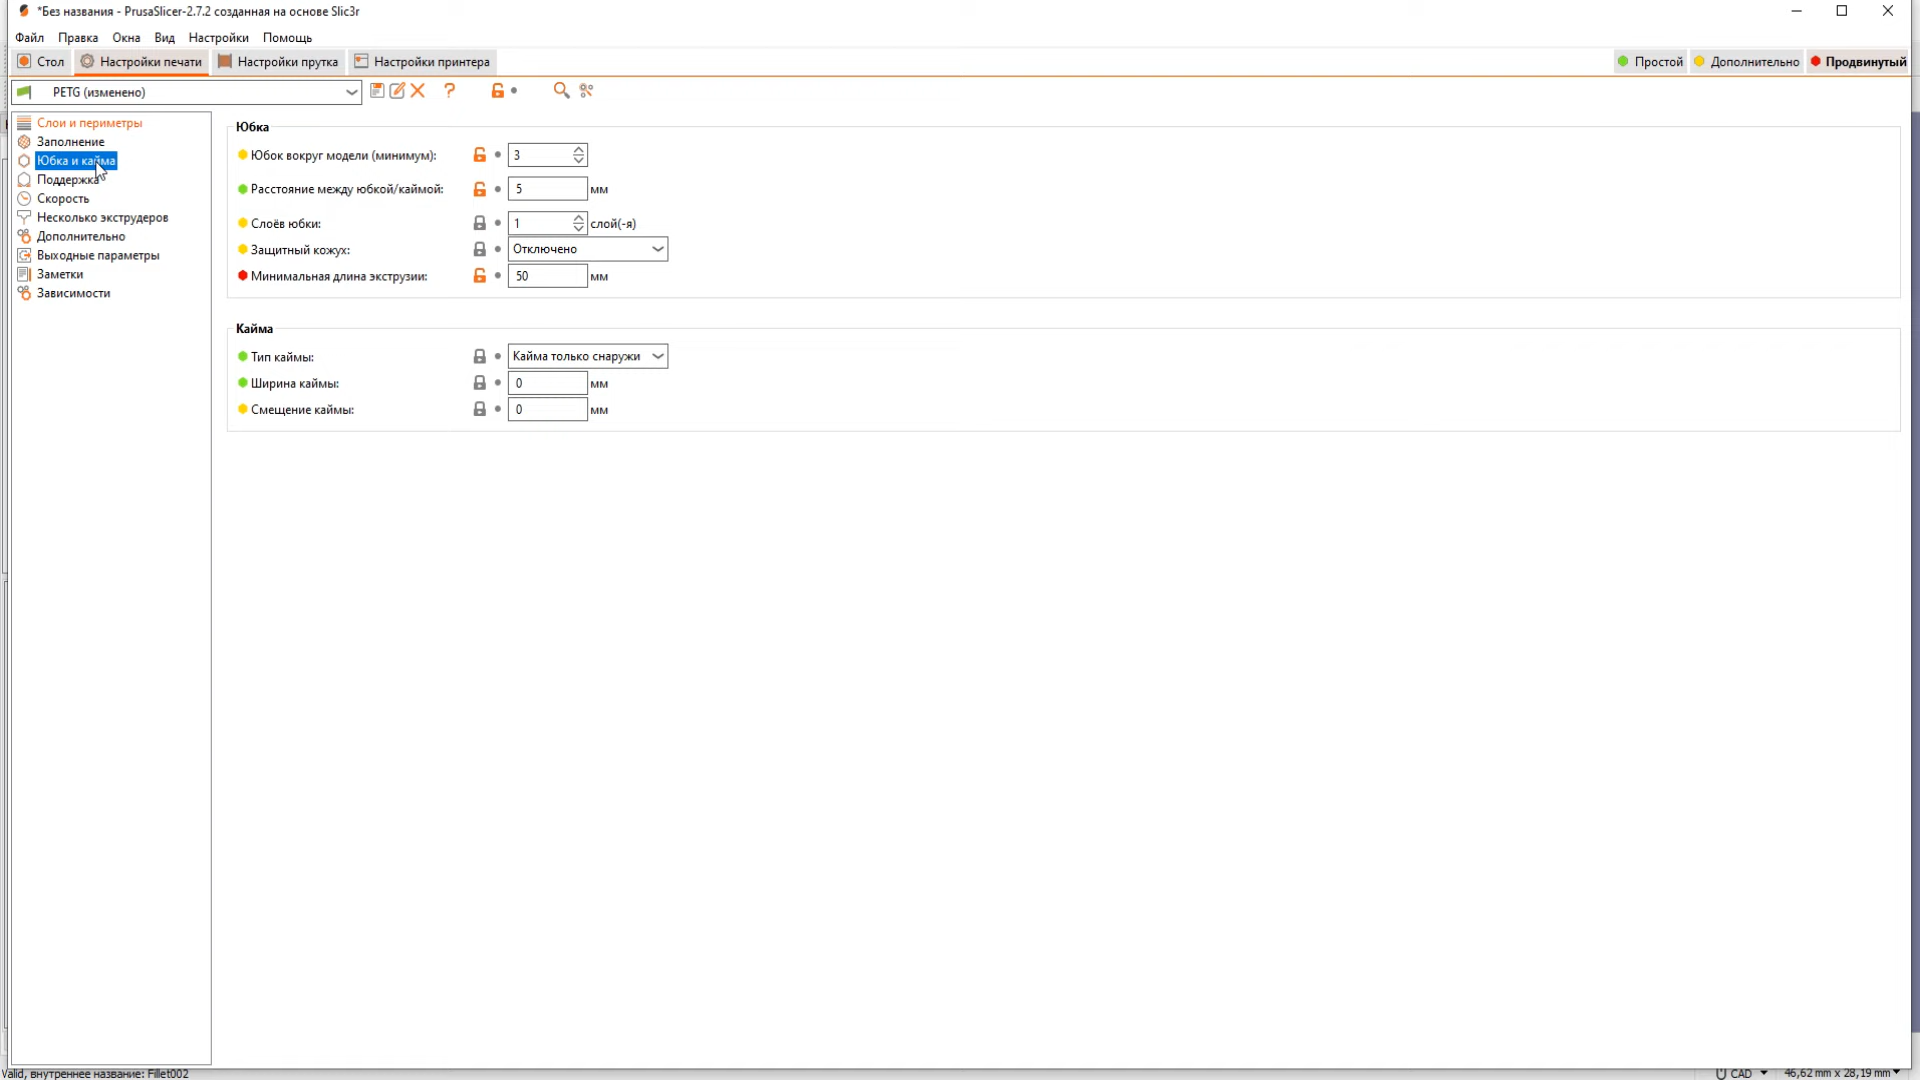 *Без названия - PrusaSlicer-2.7.2 созданная на основе Slic3r
Файл Правка Окна Вид Настройки Помощь
Стол Настройки печати Настройки прутка Настройки принтера Простой Дополнительно Продвинутый
PETG (изменено)
Слои и периметры
Заполнение
Юбка и кайма
Поддержка
Скорость
Несколько экструдеров
Дополнительно
Выходные параметры
Заметки
Зависимости
Юбка
Юбок вокруг модели (минимум): 3
Расстояние между юбкой/каймой: 5 мм
Слоёв юбки: 1 слой(-я)
Защитный кожух: Отключено
Минимальная длина экструзии: 50 мм
Кайма
Тип каймы: Кайма только снаружи
Ширина каймы: 0 мм
Смещение каймы: 0 мм
Valid, внутреннее название: Fillet002 CAD 46,62 mm x 28,19 mm